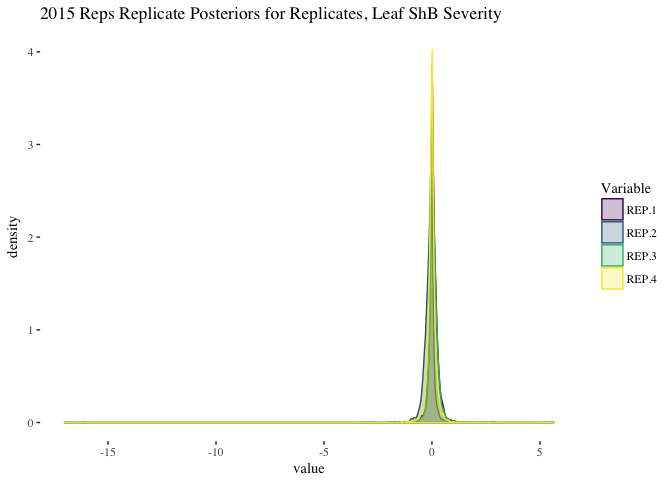 2015 Reps Replicate Posteriors for Replicates, Leaf ShB Severity
4
3
2
1
0
density
-15
-10
-5
0
5
value
Variable
REP.1
REP.2
REP.3
REP.4